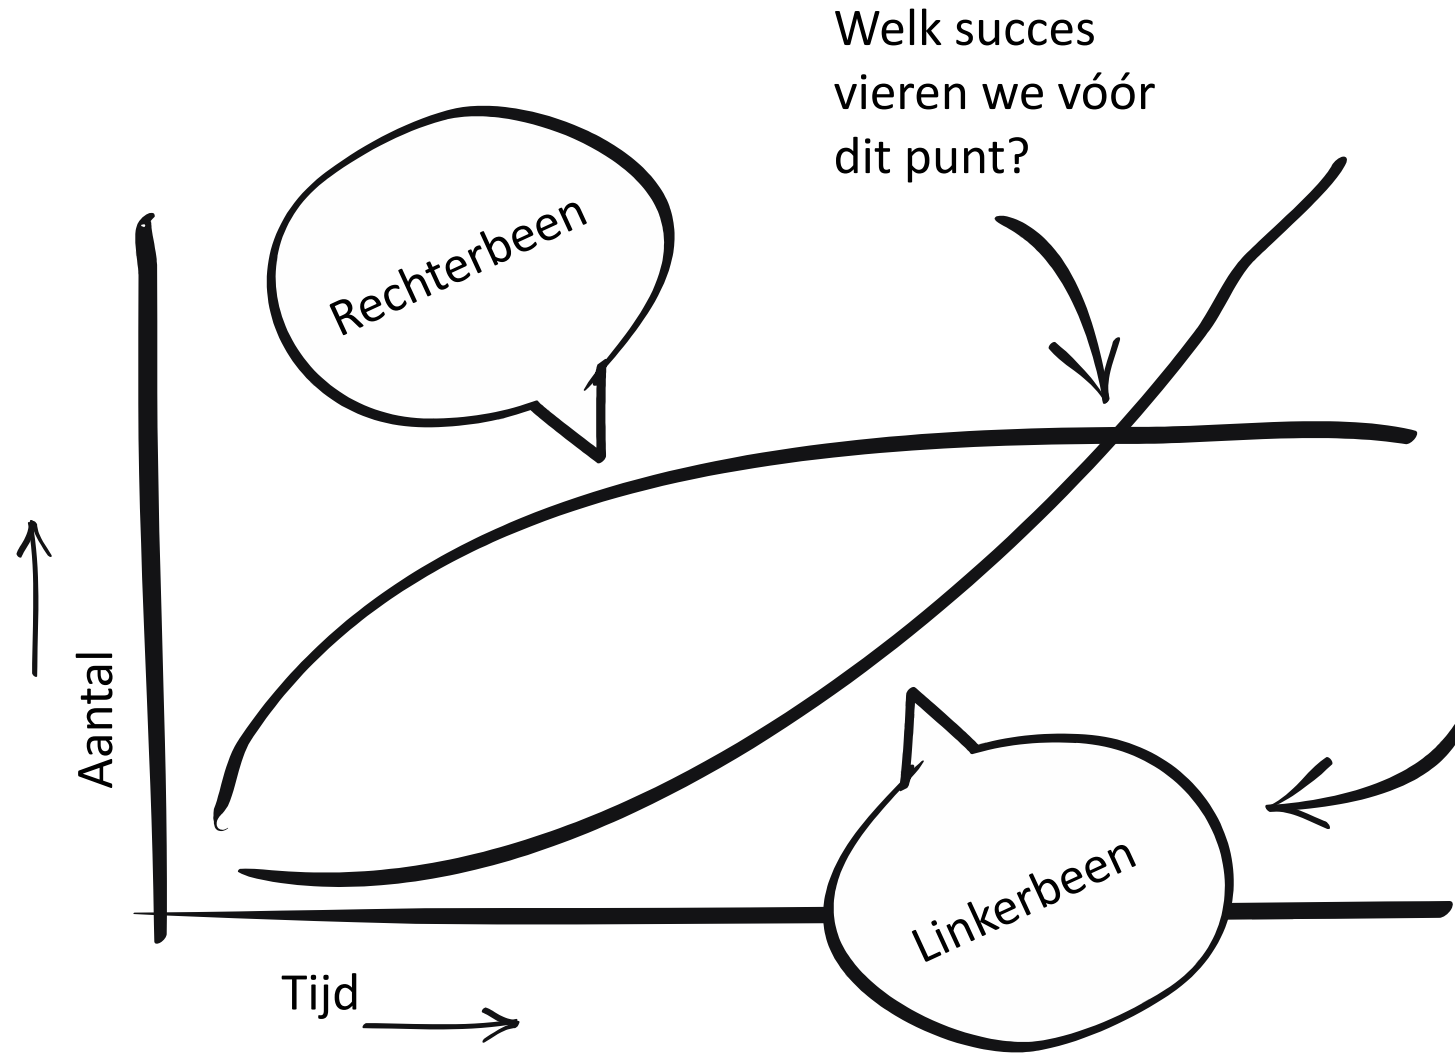 Welk succes
vieren we vóór
dit punt?
Rechterbeen
Aantal
Linkerbeen
Tijd